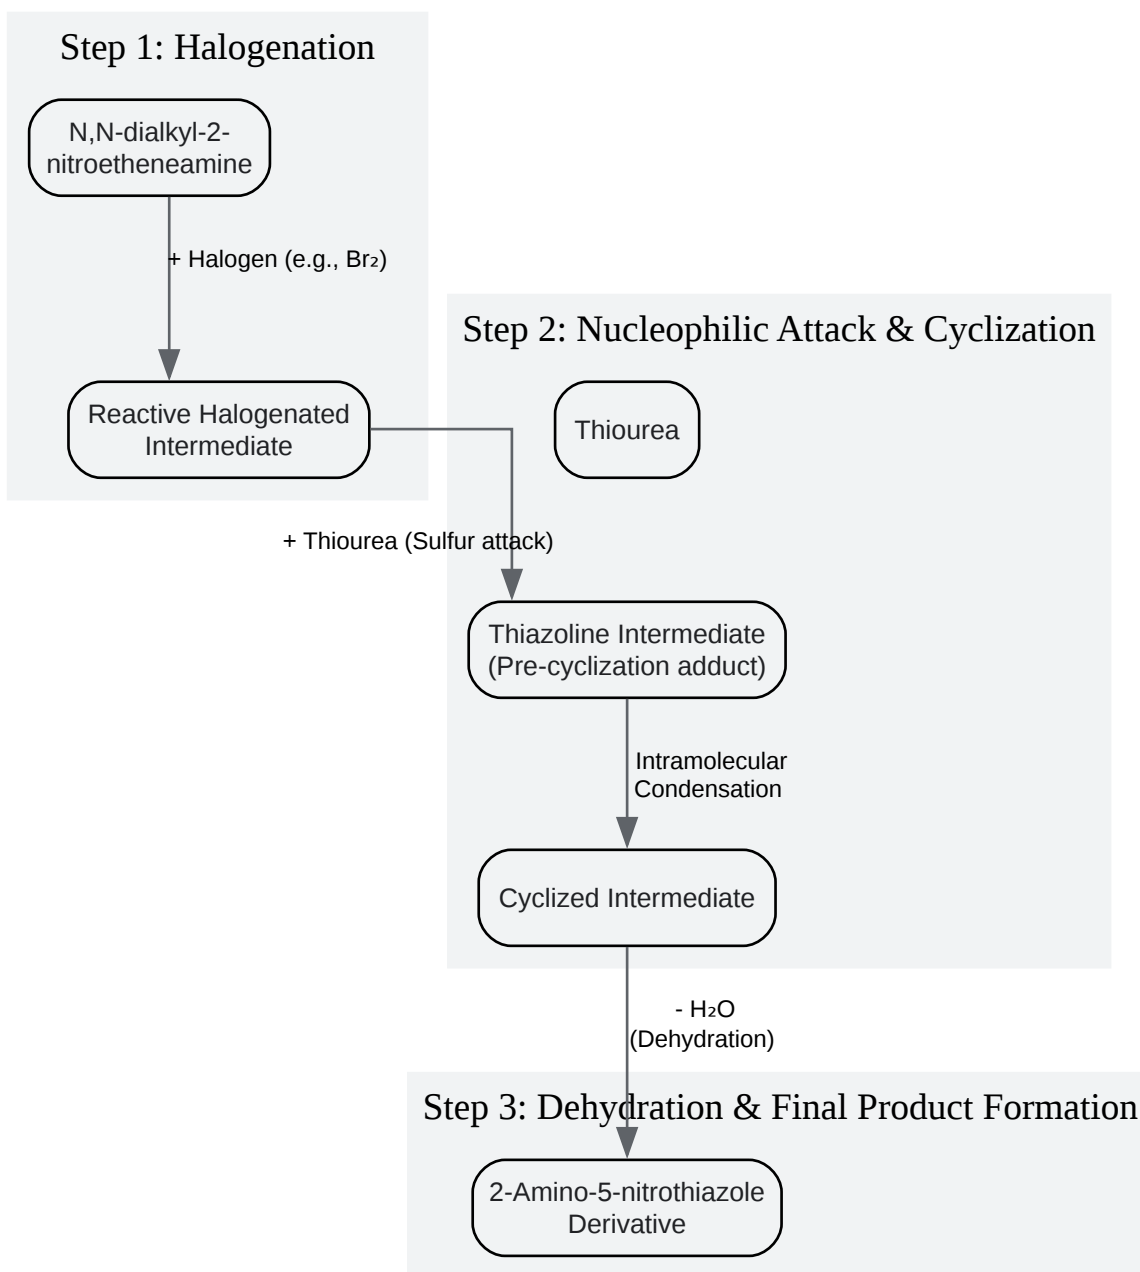 Step 1: Halogenation
N,N-dialkyl-2-
nitroetheneamine
+ Halogen (e.g., Br₂)
Reactive Halogenated
Intermediate
Step 2: Nucleophilic Attack & Cyclization
Thiourea
+ Thiourea (Sulfur attack)
Thiazoline Intermediate
(Pre-cyclization adduct)
Intramolecular
Condensation
Cyclized Intermediate
- H₂O
(Dehydration)
Step 3: Dehydration & Final Product Formation
2-Amino-5-nitrothiazole
Derivative